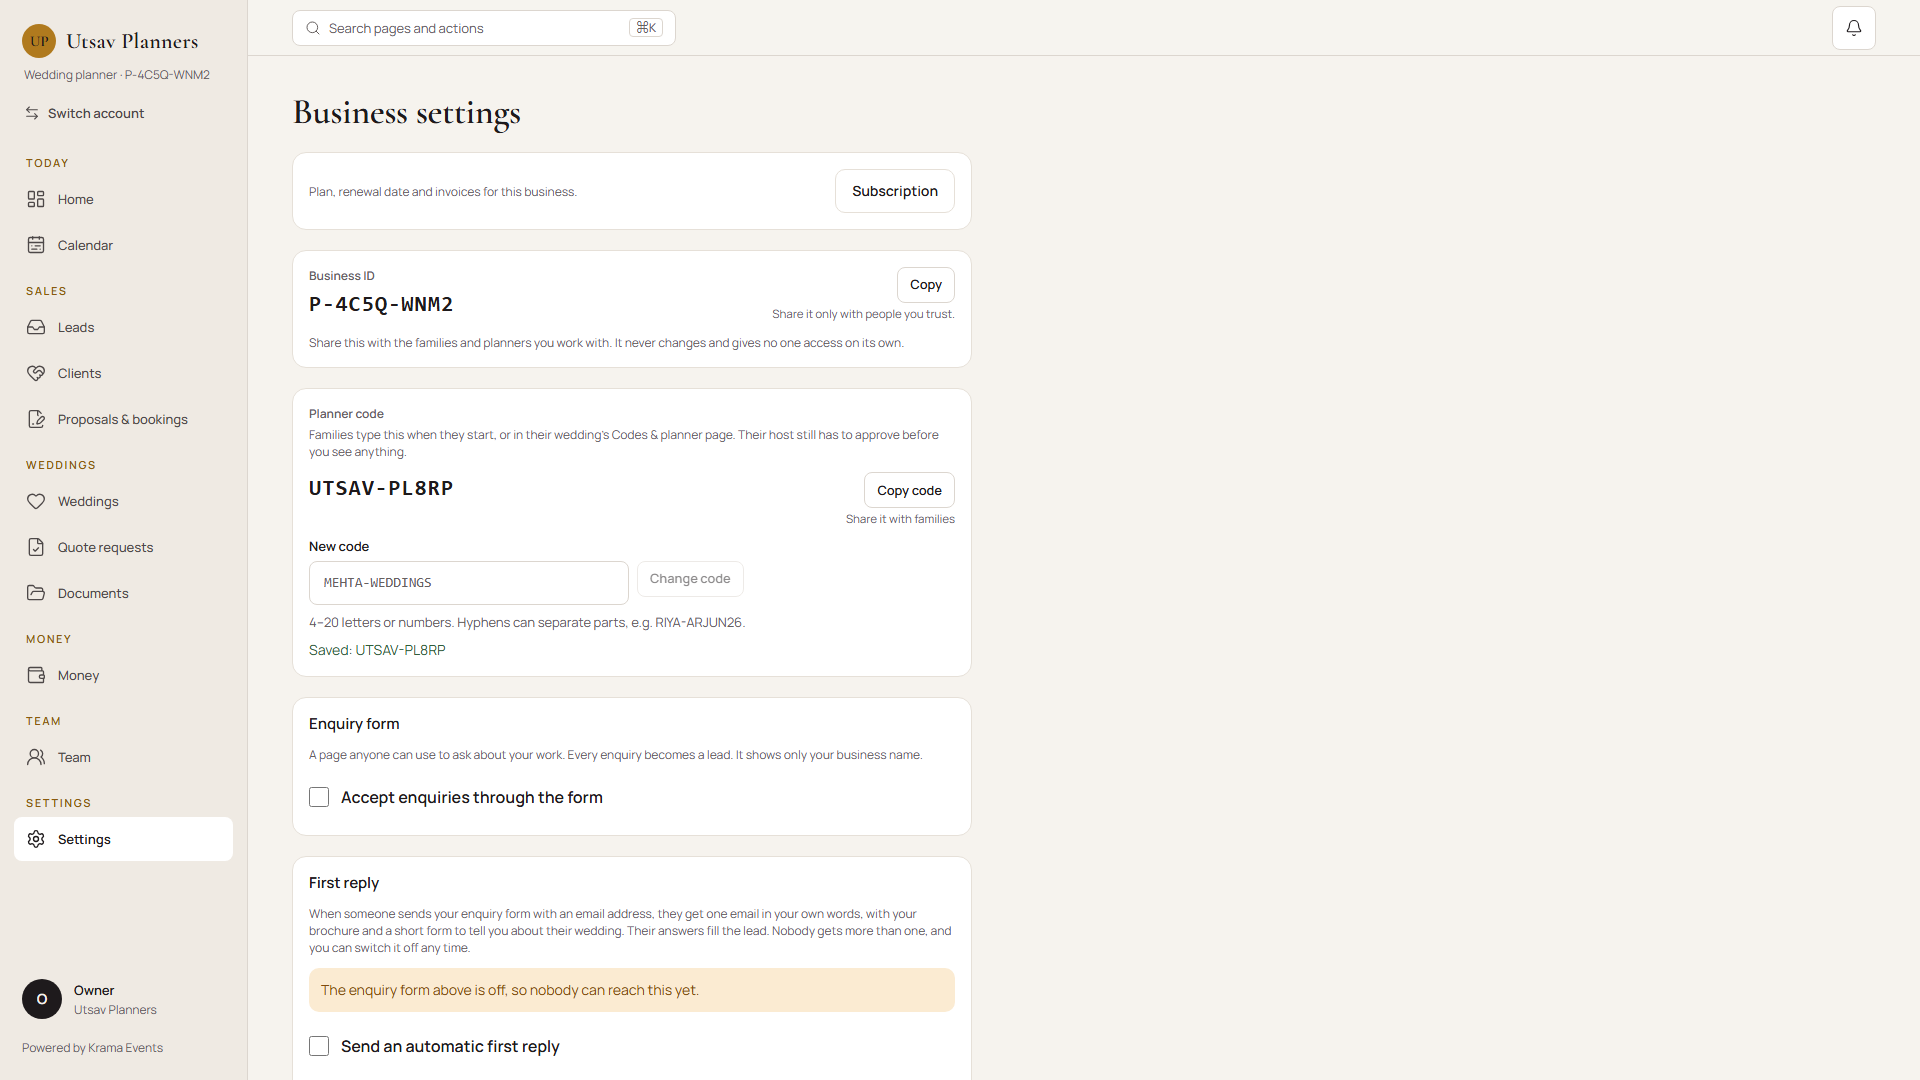 UP Utsav Planners
Wedding planner · P-4C5Q-WNM2
Switch account
TODAY
Home
Calendar
SALES
Leads
Clients
Proposals & bookings
WEDDINGS
Weddings
Quote requests
Documents
MONEY
Money
TEAM
Team
SETTINGS
Settings
O
Owner
Utsav Planners
Powered by Krama Events
Search pages and actions ⌘K
Business settings
Plan, renewal date and invoices for this business.
Subscription
Business ID
P-4C5Q-WNM2
Copy
Share it only with people you trust.
Share this with the families and planners you work with. It never changes and gives no one access on its own.
Planner code
Families type this when they start, or in their wedding's Codes & planner page. Their host still has to approve before
you see anything.
UTSAV-PL8RP
Copy code
Share it with families
New code
MEHTA-WEDDINGS
Change code
4–20 letters or numbers. Hyphens can separate parts, e.g. RIYA-ARJUN26.
Saved: UTSAV-PL8RP
Enquiry form
A page anyone can use to ask about your work. Every enquiry becomes a lead. It shows only your business name.
Accept enquiries through the form
First reply
When someone sends your enquiry form with an email address, they get one email in your own words, with your
brochure and a short form to tell you about their wedding. Their answers fill the lead. Nobody gets more than one, and
you can switch it off any time.
The enquiry form above is off, so nobody can reach this yet.
Send an automatic first reply